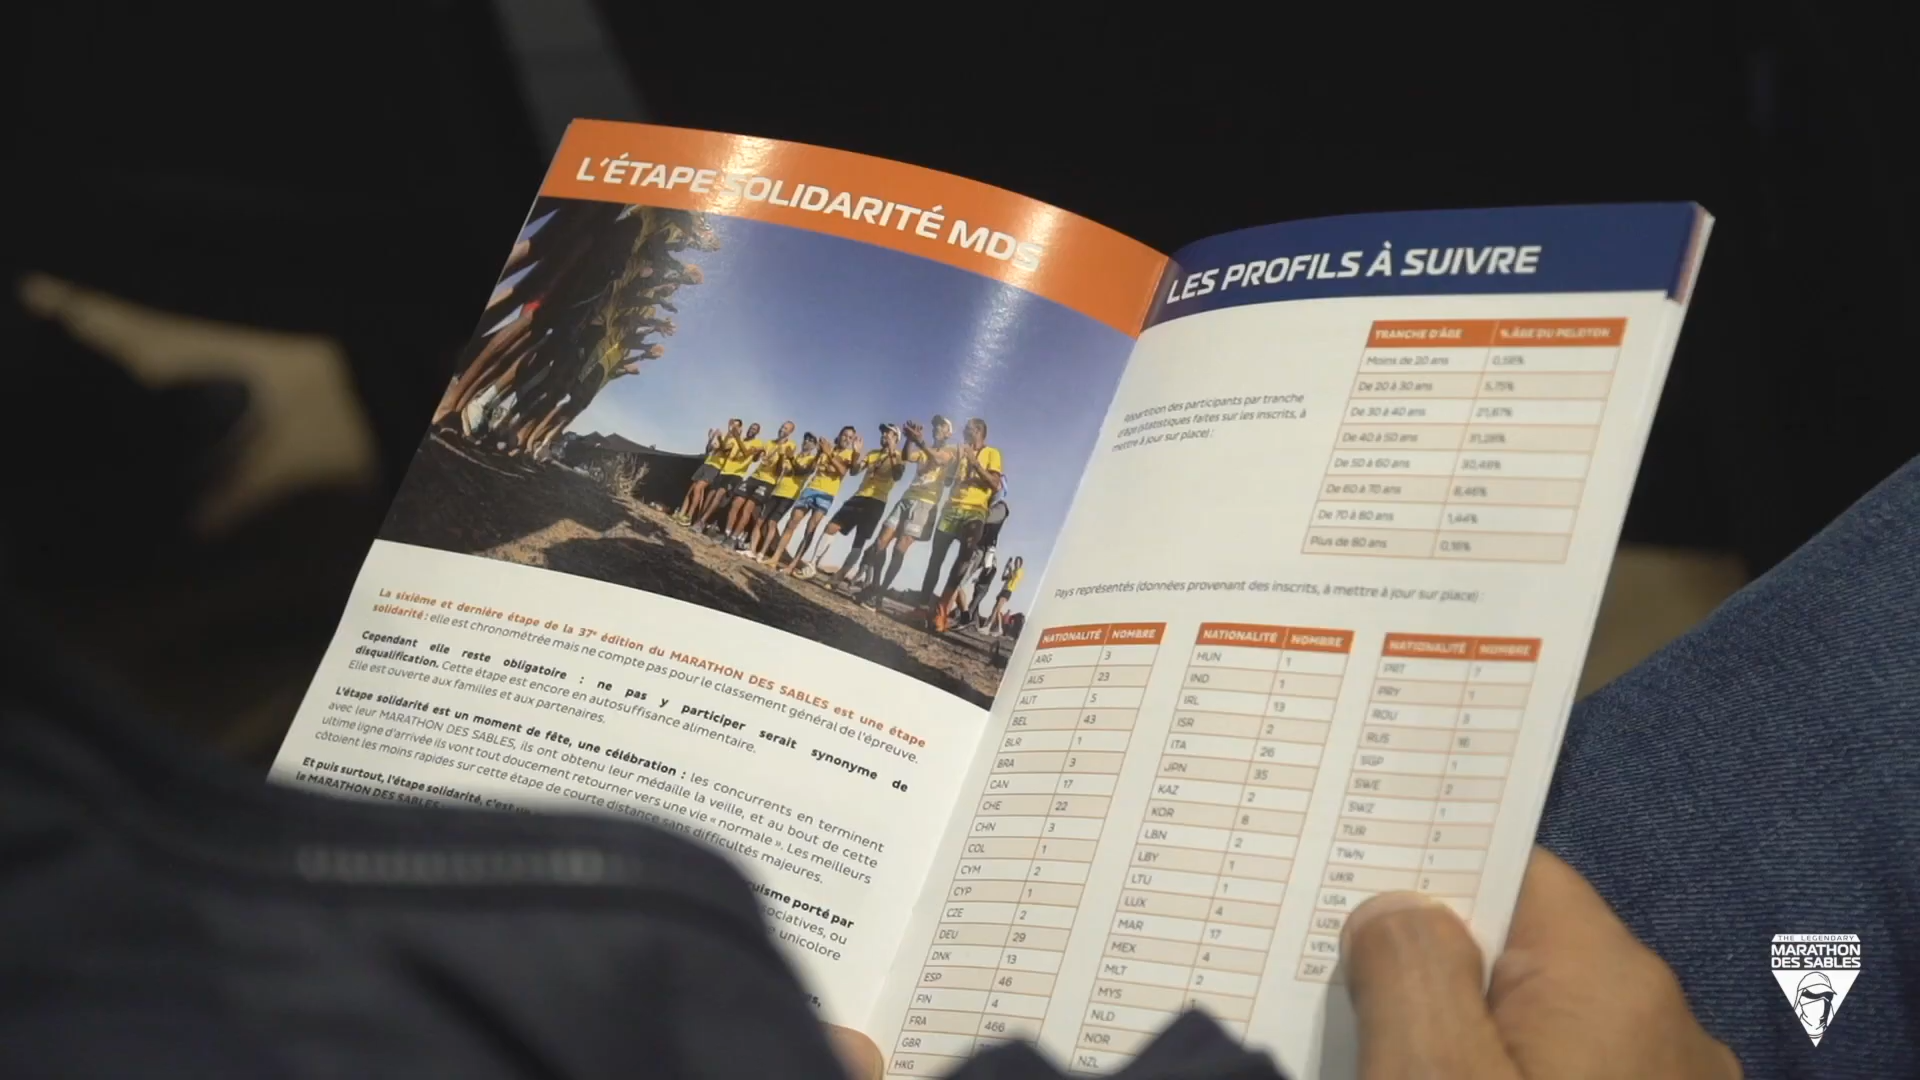 L'ÉTAPE SOLIDARITÉ MDS
La sixième et dernière étape de la 37e édition du MARATHON DES SABLES est une étape
solidarité : elle est chronométrée mais ne compte pas pour le classement général de l'épreuve.
Cependant elle reste obligatoire : ne pas y participer serait synonyme de
disqualification. Cette étape est encore en autosuffisance alimentaire.
Elle est ouverte aux familles et aux partenaires.
L'étape solidarité est un moment de fête, une célébration : les concurrents en terminent
avec leur MARATHON DES SABLES, ils ont obtenu leur médaille la veille, et au bout de cette
ultime ligne d'arrivée ils vont tout doucement retourner vers une vie « normale ». Les meilleurs
côtoient les moins rapides sur cette étape de courte distance sans difficultés majeures.
Et puis surtout, l'étape solidarité, c'est
le MARATHON DES SABLES
porté par
ou
unicolore
LES PROFILS À SUIVRE
Répartition des participants par tranche
d'âge (statistiques faites sur les inscrits, à
mettre à jour sur place) :
TRANCHE D'ÂGE % ÂGE DU PELOTON
Moins de 20 ans
De 20 à 30 ans 5,75%
De 30 à 40 ans
De 40 à 50 ans
De 50 à 60 ans
De 60 à 70 ans
De 70 à 80 ans 1,44%
Plus de 80 ans
Pays représentés (données provenant des inscrits, à mettre à jour sur place) :
NATIONALITÉ NOMBRE
ARG 3
AUS 23
AUT 5
BEL 43
BLR 1
BRA 3
CAN 17
CHE 22
CHN 3
COL 1
CYM 2
CYP 1
CZE 2
DEU 29
DNK 13
ESP 46
FIN 4
FRA 466
GBR
HKG
NATIONALITÉ NOMBRE
HUN 1
IND 1
IRL 13
ISR 2
ITA 26
JPN 35
KAZ 2
KOR 8
LBN 2
LBY 1
LTU 1
LUX 4
MAR 17
MEX 4
MLT 2
MYS
NLD
NOR
NZL
NATIONALITÉ NOMBRE
PRT 7
PRY 1
ROU 3
RUS 16
SGP 1
SWE 2
SWZ 1
TUR 2
TWN 1
UKR 2
USA
UZB
VEN
ZAF
THE LEGENDARY
MARATHON
DES SABLES